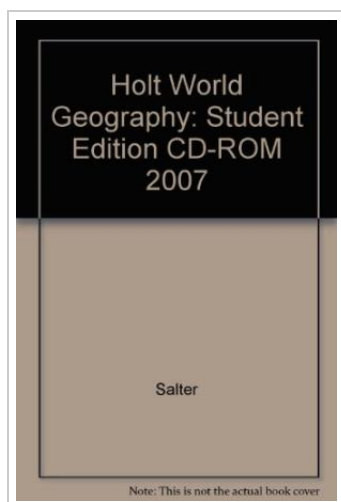 Holt World
Geography: Student
Edition CD-ROM
2007
Salter
Note: This is not the actual book cover